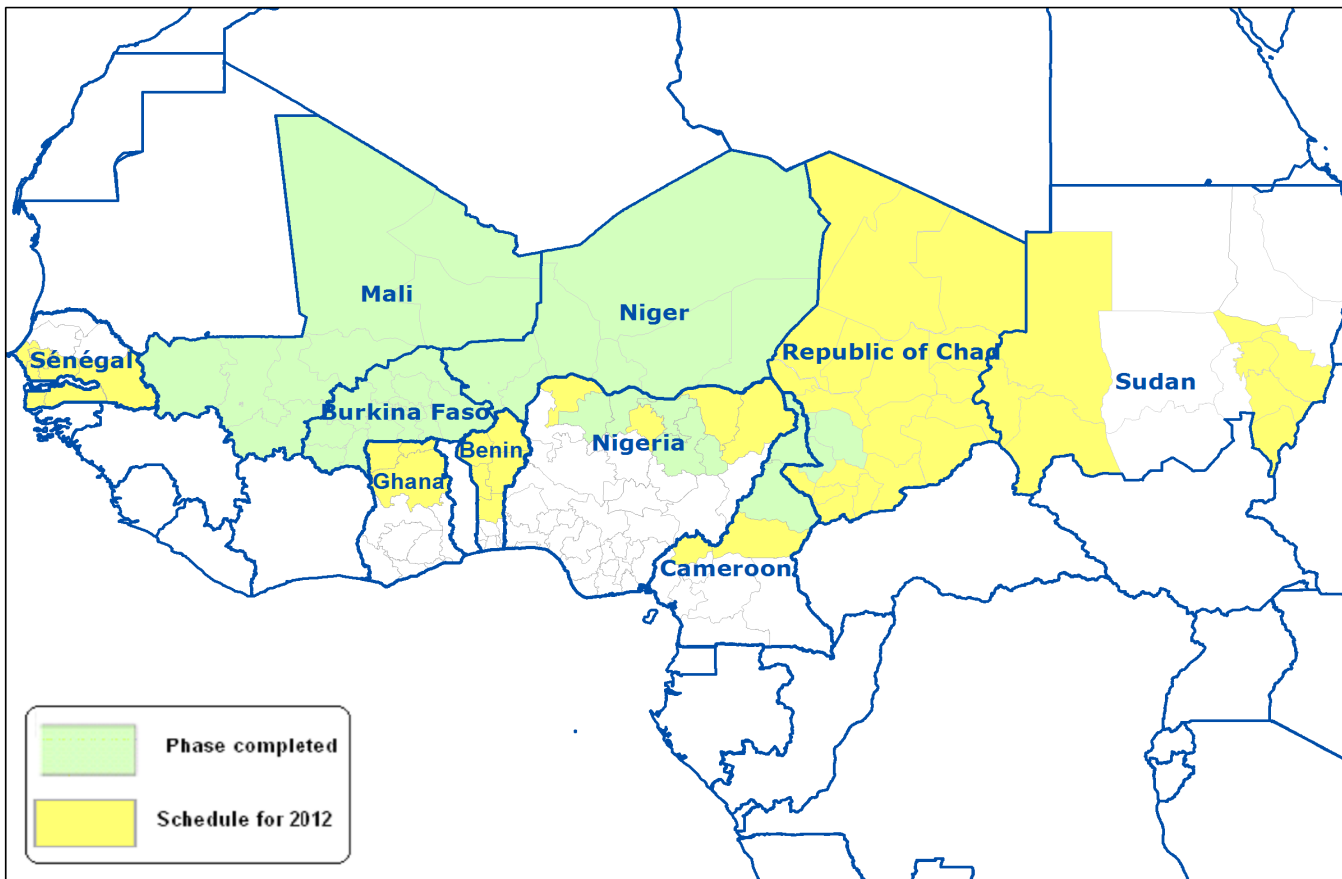 Mali
Niger
Sénégal
Republic of Chad
Sudan
Burkina Faso
Nigeria
Benin
Ghana
Cameroon
Phase completed
Schedule for 2012